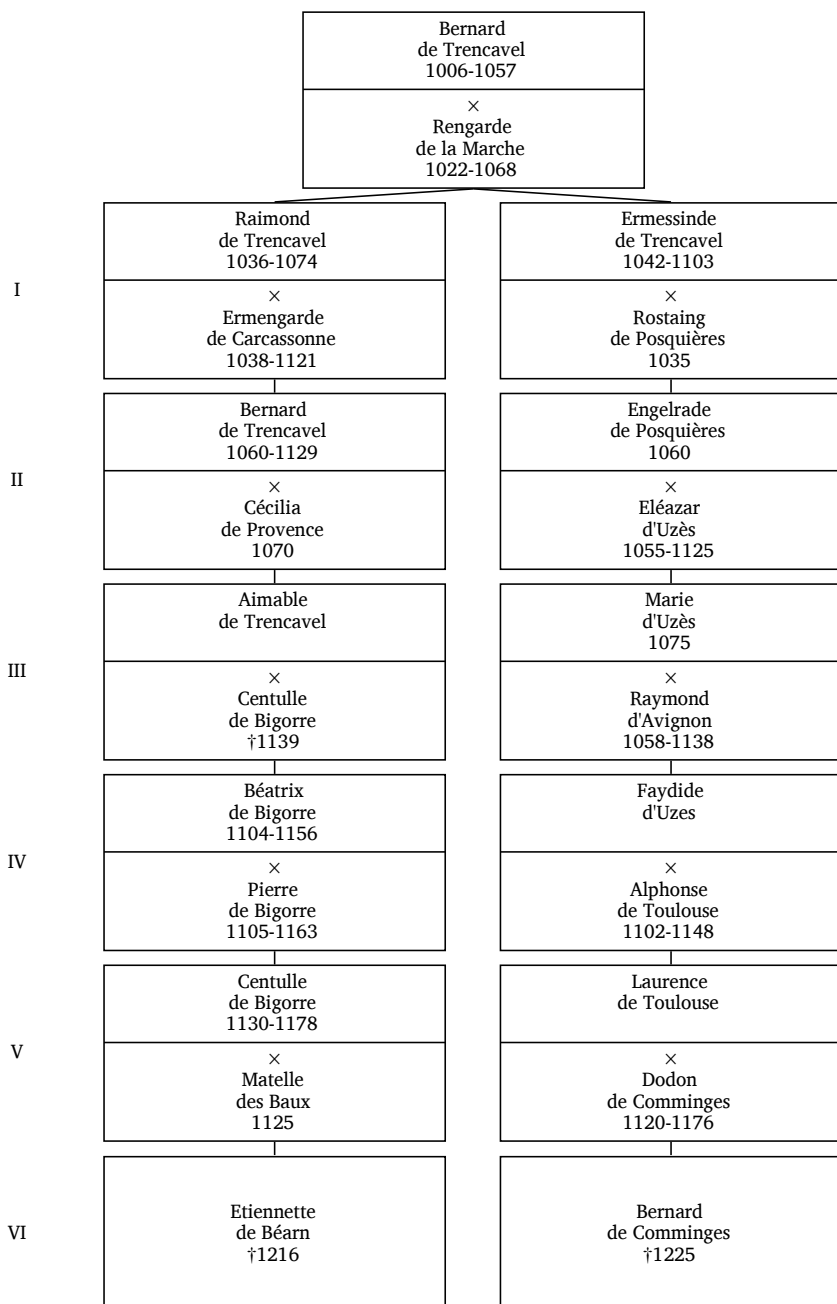 Bernard
de Trencavel
1006-1057
×
Rengarde
de la Marche
1022-1068
I
Raimond
de Trencavel
1036-1074
×
Ermengarde
de Carcassonne
1038-1121
Ermessinde
de Trencavel
1042-1103
×
Rostaing
de Posquières
1035
II
Bernard
de Trencavel
1060-1129
×
Cécilia
de Provence
1070
Engelrade
de Posquières
1060
×
Eléazar
d'Uzès
1055-1125
III
Aimable
de Trencavel
×
Centulle
de Bigorre
†1139
Marie
d'Uzès
1075
×
Raymond
d'Avignon
1058-1138
IV
Béatrix
de Bigorre
1104-1156
×
Pierre
de Bigorre
1105-1163
Faydide
d'Uzes
×
Alphonse
de Toulouse
1102-1148
V
Centulle
de Bigorre
1130-1178
×
Matelle
des Baux
1125
Laurence
de Toulouse
×
Dodon
de Comminges
1120-1176
VI
Etiennette
de Béarn
†1216
Bernard
de Comminges
†1225